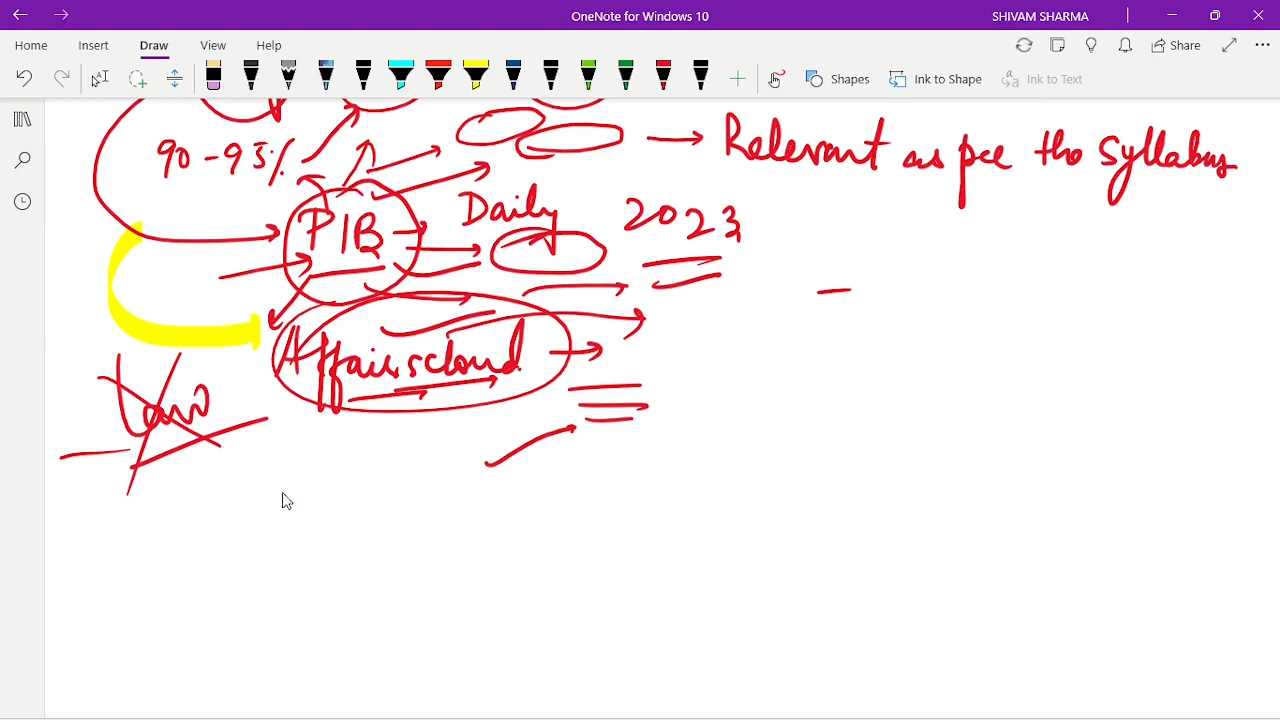 OneNote for Windows 10
SHIVAM SHARMA
Home Insert Draw View Help
Share
Shapes
Ink to Shape
Ink to Text
90-95%
Relevant as per the syllabus
PIB
Daily
2023
Affairscloud